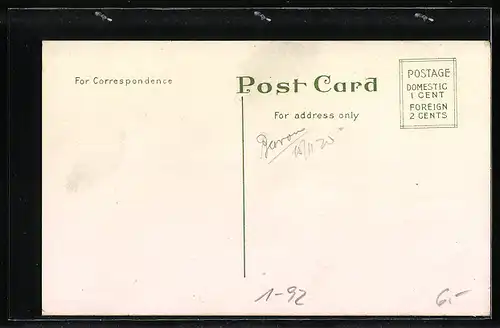 For Correspondence
Post Card
For address only
POSTAGE
DOMESTIC
1 CENT
FOREIGN
2 CENTS
1-92
6.-